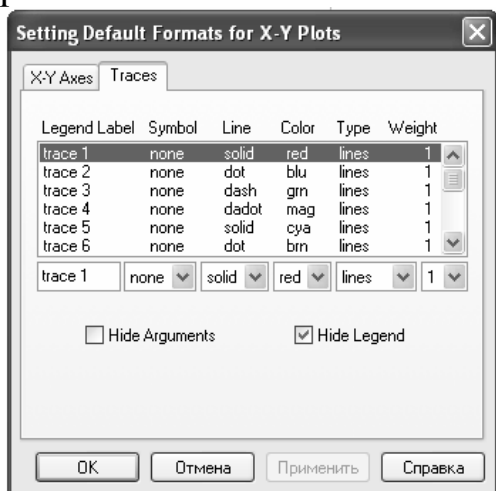 Setting Default Formats for X-Y Plots
X-Y Axes Traces
Legend Label Symbol Line Color Type Weight
trace 1 none solid red lines 1
trace 2 none dot blu lines 1
trace 3 none dash grn lines 1
trace 4 none dadot mag lines 1
trace 5 none solid cya lines 1
trace 6 none dot brn lines 1
trace 1 none solid red lines 1
Hide Arguments Hide Legend
OK Отмена Применить Справка